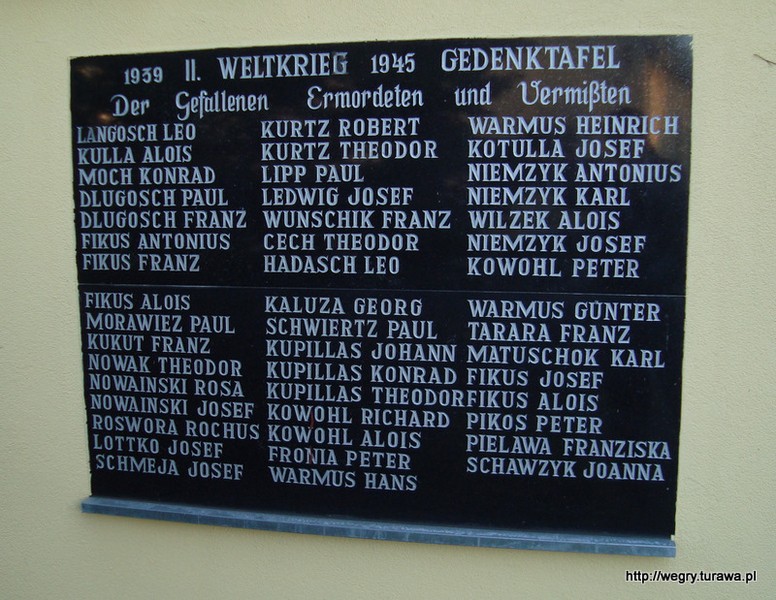 1939 II. WELTKRIEG 1945 GEDENKTAFEL
Der Gefallenen Ermordeten und Vermißten
LANGOSCH LEO
KULLA ALOIS
MOCH KONRAD
DLUGOSCH PAUL
DLUGOSCH FRANZ
FIKUS ANTONIUS
FIKUS FRANZ
KURTZ ROBERT
KURTZ THEODOR
LIPP PAUL
LEDWIG JOSEF
WUNSCHIK FRANZ
CECH THEODOR
HADASCH LEO
WARMUS HEINRICH
KOTULLA JOSEF
NIEMZYK ANTONIUS
NIEMZYK KARL
WILZEK ALOIS
NIEMZYK JOSEF
KOWOHL PETER
FIKUS ALOIS
MORAWIEZ PAUL
KUKUT FRANZ
NOWAK THEODOR
NOWAINSKI ROSA
NOWAINSKI JOSEF
ROSWORA ROCHUS
LOTTKO JOSEF
SCHMEJA JOSEF
KALUZA GEORG
SCHWIERTZ PAUL
KUPILLAS JOHANN
KUPILLAS KONRAD
KUPILLAS THEODOR
KOWOHL RICHARD
KOWOHL ALOIS
FRONIA PETER
WARMUS HANS
WARMUS GÜNTER
TARARA FRANZ
MATUSCHOK KARL
FIKUS JOSEF
FIKUS ALOIS
PIKOS PETER
PIELAWA FRANZISKA
SCHAWZYK JOANNA
http://wegry.turawa.pl